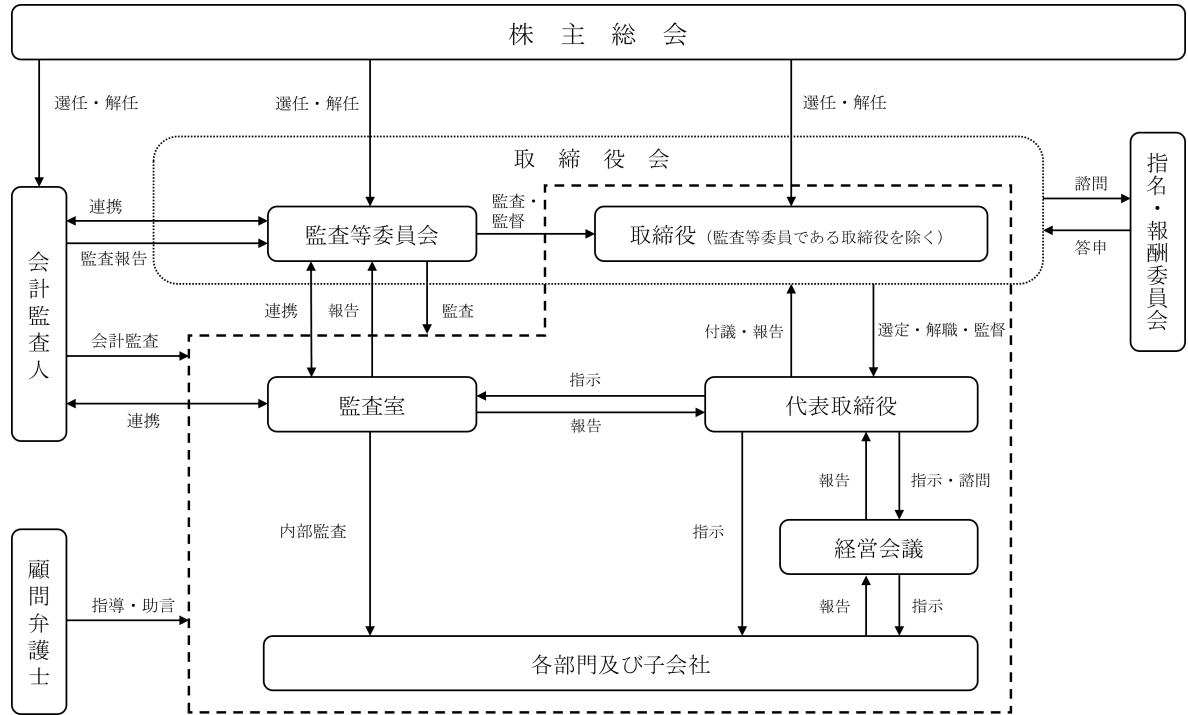 株主総会
選任・解任
選任・解任
選任・解任
取締役会
指名・報酬委員会
諮問
答申
連携
監査報告
監査等委員会
監査・
監督
取締役（監査等委員である取締役を除く）
会計監査人
連携
報告
監査
付議・報告
選定・解職・監督
会計監査
連携
監査室
指示
報告
代表取締役
報告
指示・諮問
内部監査
指示
経営会議
顧問弁護士
指導・助言
報告
指示
各部門及び子会社